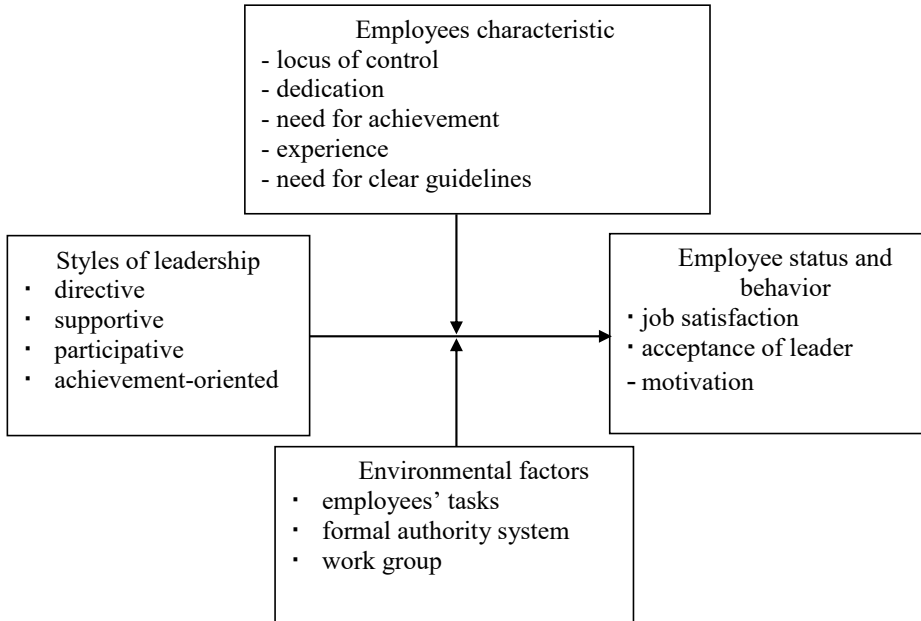 Employees characteristic
- locus of control
- dedication
- need for achievement
- experience
- need for clear guidelines
Styles of leadership
· directive
· supportive
· participative
· achievement-oriented
Employee status and
behavior
· job satisfaction
· acceptance of leader
- motivation
Environmental factors
· employees’ tasks
· formal authority system
· work group